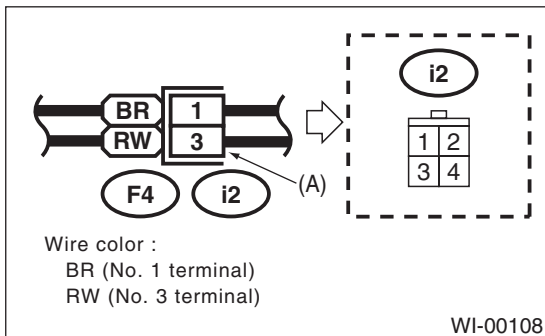 i2
BR 1
RW 3
1 2
3 4
F4 i2 (A)
Wire color :
BR (No. 1 terminal)
RW (No. 3 terminal)
WI-00108